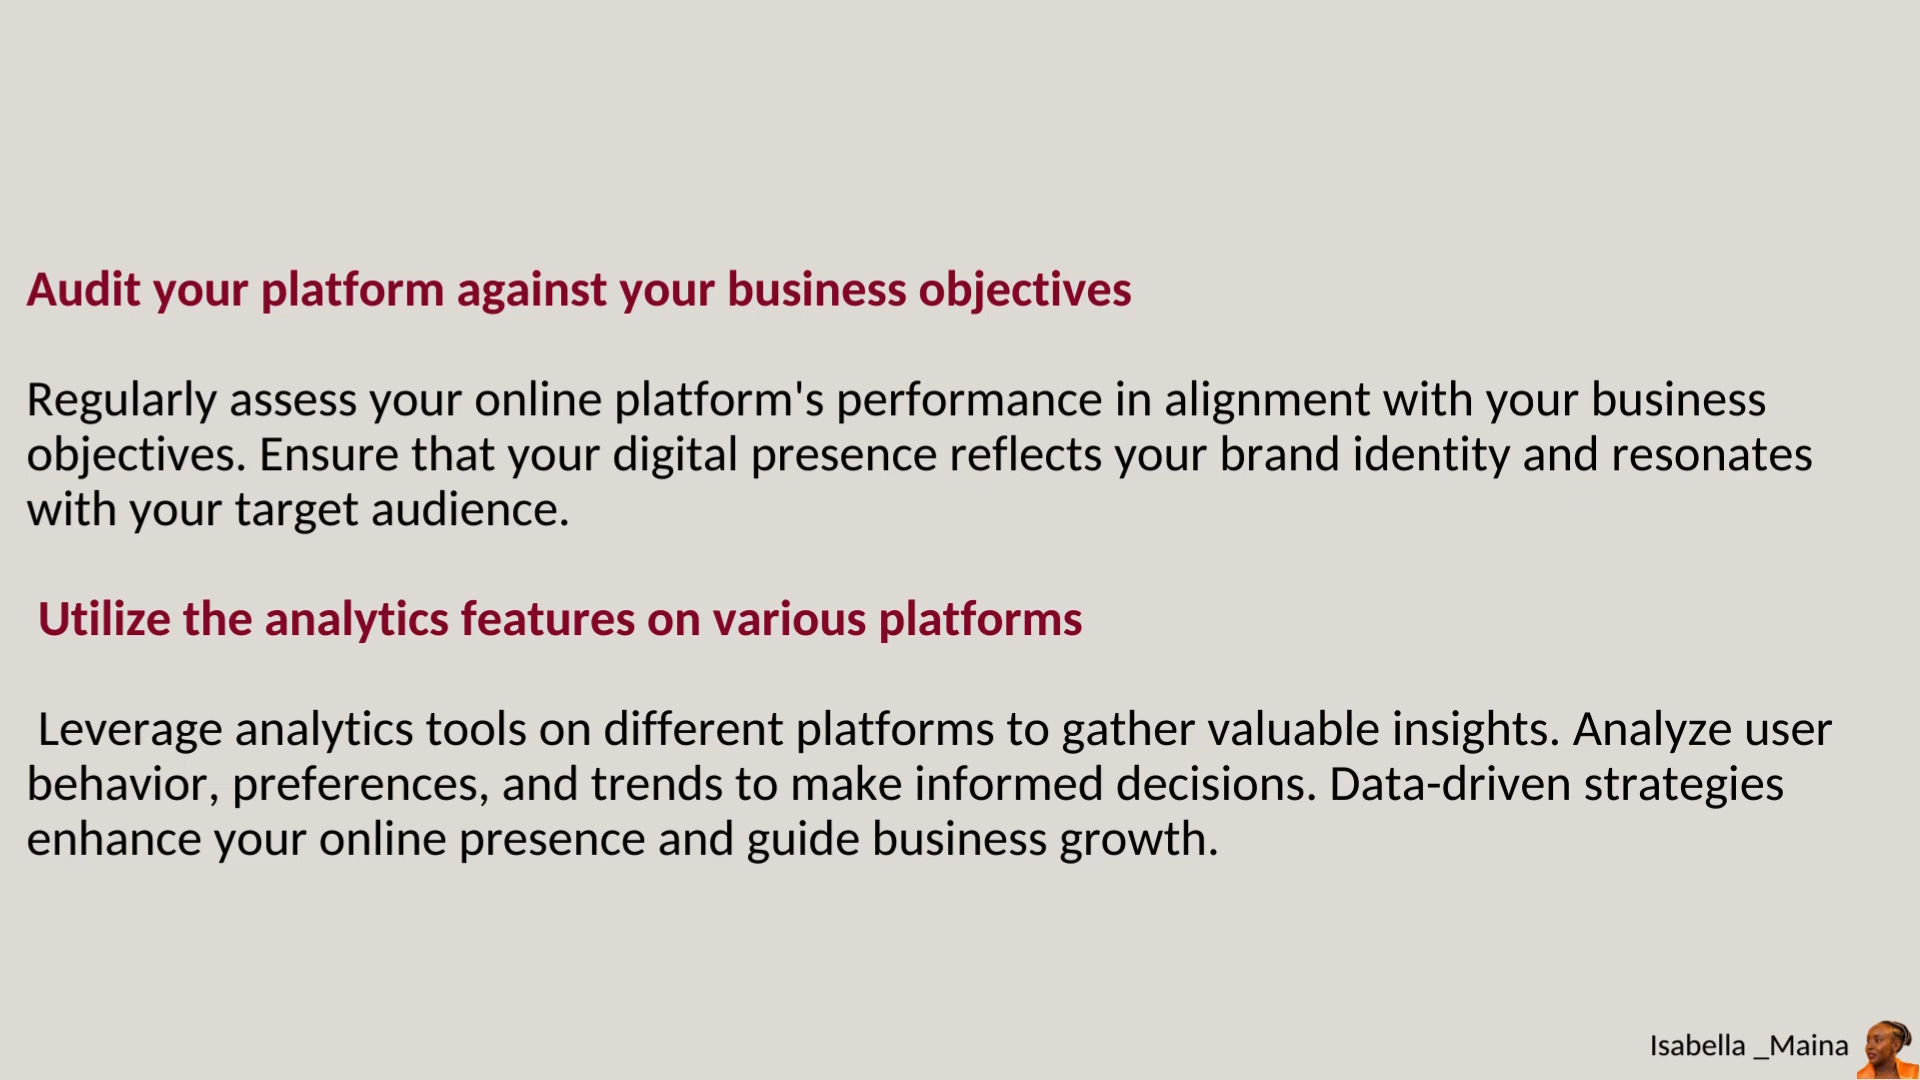 Audit your platform against your business objectives
Regularly assess your online platform's performance in alignment with your business
objectives. Ensure that your digital presence reflects your brand identity and resonates
with your target audience.
Utilize the analytics features on various platforms
Leverage analytics tools on different platforms to gather valuable insights. Analyze user
behavior, preferences, and trends to make informed decisions. Data-driven strategies
enhance your online presence and guide business growth.
Isabella _Maina